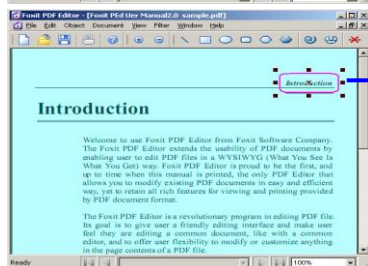 Foxit PDF Editor - [Foxit PEd User Manual2.0_sample.pdf]
File Edit Object Document View Filter Window Help
Introduction
Introduction
Welcome to use Foxit PDF Editor from Foxit Software Company.
The Foxit PDF Editor extends the usability of PDF documents by
enabling user to edit PDF files in a WYSIWYG (What You See Is
What You Get) way. Foxit PDF Editor is proud to be the first, and
up to time when this manual is printed, the only PDF Editor that
allows you to modify existing PDF documents in easy and efficient
way, yet to retain all rich features for viewing and printing provided
by PDF document format.
The Foxit PDF Editor is a revolutionary program in editing PDF file.
Its goal is to give user a friendly editing interface and make user
feel they are editing a common document, like with a common
editor, and to offer user flexibility to modify or customize anything
in the page contents of a PDF file.
Ready
100%